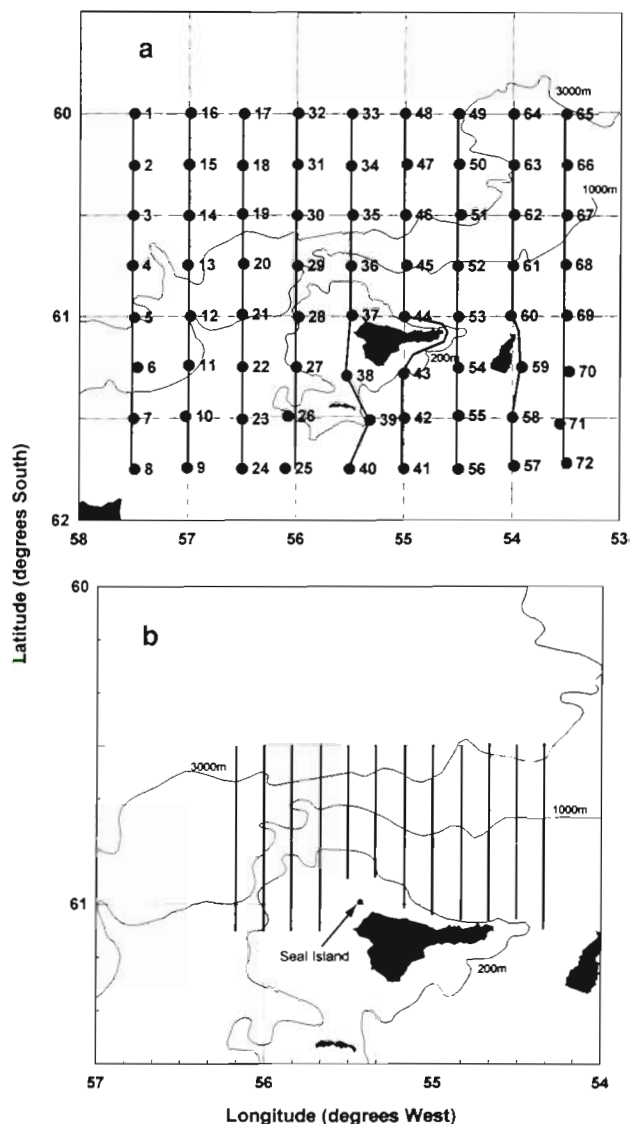 a
3000m
60
1 16 17 32 33 48 49 64 65
2 15 18 31 34 47 50 63 66
1000m
3 14 19 30 35 46 51 62 67
4 13 20 29 36 45 52 61 68
61
5 12 21 28 37 44 53 60 69
200m
6 11 22 27 38 43 54 59 70
7 10 23 26 39 42 55 58 71
8 9 24 25 40 41 56 57 72
62
58 57 56 55 54 53
Latitude (degrees South)
60
b
3000m
1000m
61
Seal Island
200m
57 56 55 54
Longitude (degrees West)